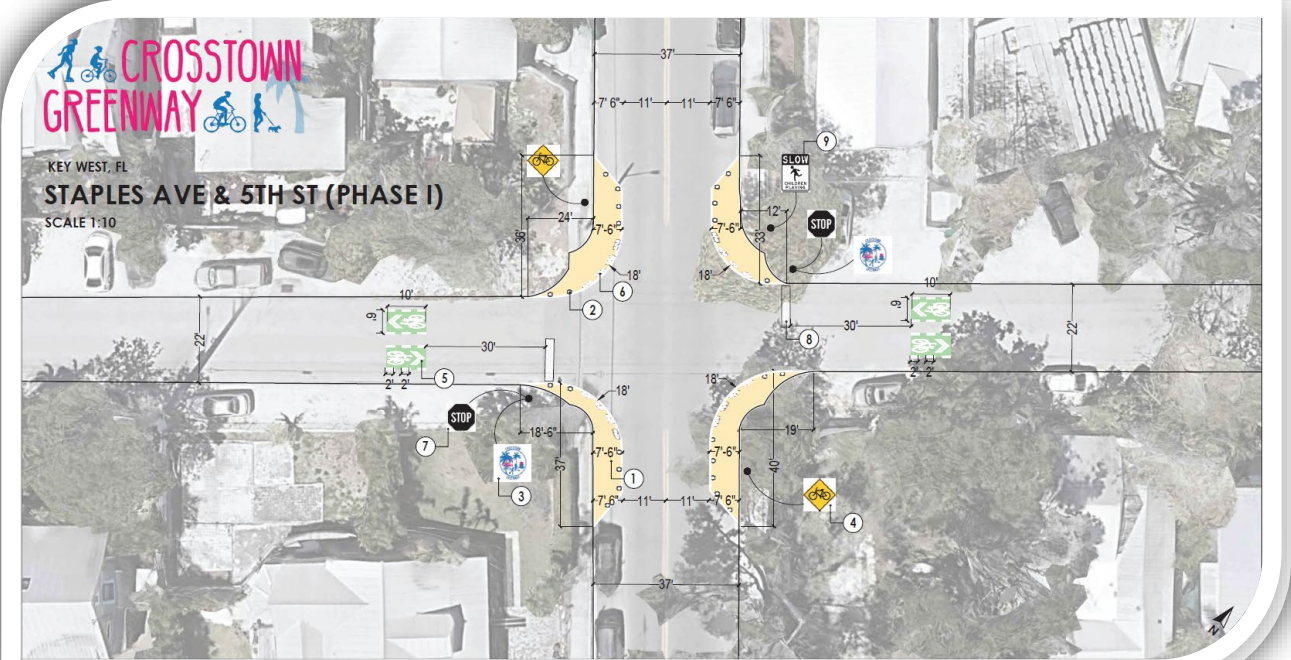 CROSSTOWN
GREENWAY
KEY WEST, FL
STAPLES AVE & 5TH ST (PHASE I)
SCALE 1:10
37'
7' 6" 11' 11' 7' 6"
9
SLOW
CHILDREN
PLAYING
36'
24'
7'-6"
7'-6"
33'
12'
STOP
18'
18'
2
6
10'
6'
22'
30'
2' 2'
5
10'
6'
30'
22'
2' 2'
8
18'
18'
STOP
7
18'-6"
37'
7'-6"
1
7'-6"
19'
40'
3
7' 6" 11' 11' 7' 6"
4
37'
N